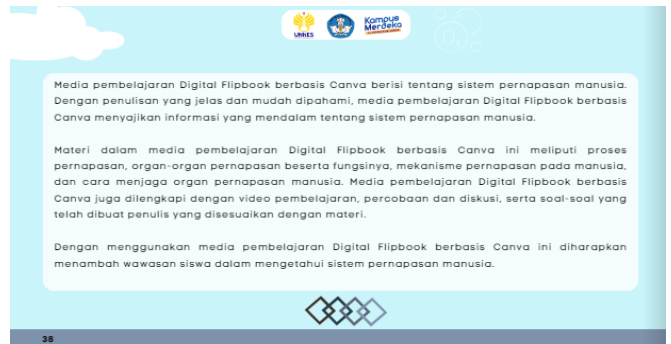 UNNES
Kampus
Merdeka
O₂
Media pembelajaran Digital Flipbook berbasis Canva berisi tentang sistem pernapasan manusia.
Dengan penulisan yang jelas dan mudah dipahami, media pembelajaran Digital Flipbook berbasis
Canva menyajikan informasi yang mendalam tentang sistem pernapasan manusia.
Materi dalam media pembelajaran Digital Flipbook berbasis Canva ini meliputi proses
pernapasan, organ-organ pernapasan beserta fungsinya, mekanisme pernapasan pada manusia,
dan cara menjaga organ pernapasan manusia. Media pembelajaran Digital Flipbook berbasis
Canva juga dilengkapi dengan video pembelajaran, percobaan dan diskusi, serta soal-soal yang
telah dibuat penulis yang disesuaikan dengan materi.
Dengan menggunakan media pembelajaran Digital Flipbook berbasis Canva ini diharapkan
menambah wawasan siswa dalam mengetahui sistem pernapasan manusia.
38